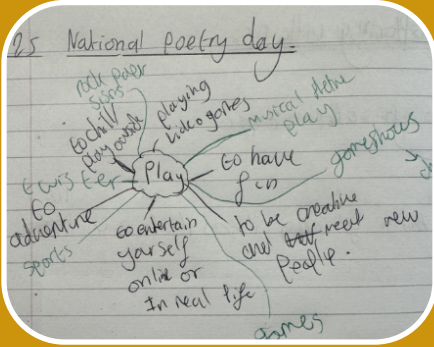 25 National poetry day.
rock paper
to chill
play outside
playing
video games
musical
play
gameshows
Play
to have
fun
twister
to
adventure
sports
to entertain
yourself
online or
In real life
to be creative
and meet new
People.
games